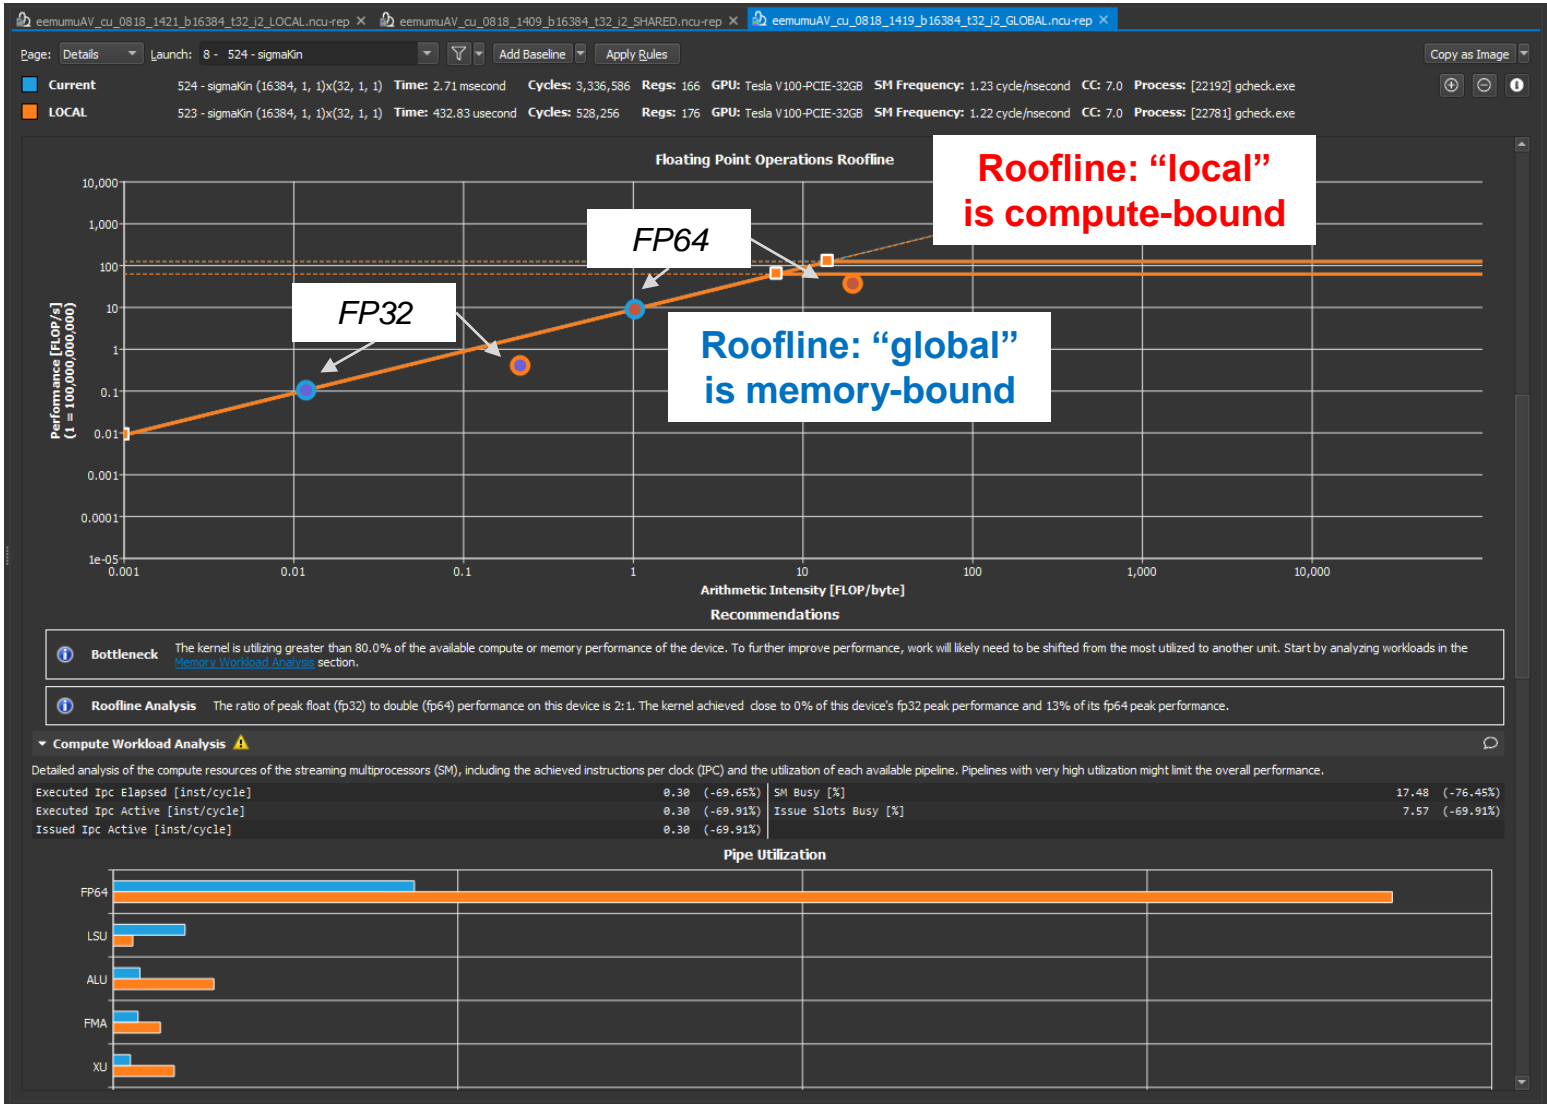 eemumuAV_cu_0818_1421_b16384_t32_i2_LOCAL.ncu-rep × eemumuAV_cu_0818_1409_b16384_t32_i2_SHARED.ncu-rep × eemumuAV_cu_0818_1419_b16384_t32_i2_GLOBAL.ncu-rep ×
Page: Details Launch: 8 - 524 - sigmaKin Add Baseline Apply Rules Copy as Image
Current 524 - sigmaKin (16384, 1, 1)x(32, 1, 1) Time: 2.71 msecond Cycles: 3,336,586 Regs: 166 GPU: Tesla V100-PCIE-32GB SM Frequency: 1.23 cycle/nsecond CC: 7.0 Process: [22192] gcheck.exe
LOCAL 523 - sigmaKin (16384, 1, 1)x(32, 1, 1) Time: 432.83 usecond Cycles: 528,256 Regs: 176 GPU: Tesla V100-PCIE-32GB SM Frequency: 1.22 cycle/nsecond CC: 7.0 Process: [22781] gcheck.exe
Floating Point Operations Roofline
Roofline: “local”
is compute-bound
10,000
1,000
100
10
1
0.1
0.01
0.001
0.0001
1e-05
Performance [FLOP/s]
(1 = 100,000,000,000)
FP64
FP32
Roofline: “global”
is memory-bound
0.001 0.01 0.1 1 10 100 1,000 10,000
Arithmetic Intensity [FLOP/byte]
Recommendations
Bottleneck The kernel is utilizing greater than 80.0% of the available compute or memory performance of the device. To further improve performance, work will likely need to be shifted from the most utilized to another unit. Start by analyzing workloads in the
Memory Workload Analysis section.
Roofline Analysis The ratio of peak float (fp32) to double (fp64) performance on this device is 2:1. The kernel achieved close to 0% of this device's fp32 peak performance and 13% of its fp64 peak performance.
Compute Workload Analysis
Detailed analysis of the compute resources of the streaming multiprocessors (SM), including the achieved instructions per clock (IPC) and the utilization of each available pipeline. Pipelines with very high utilization might limit the overall performance.
Executed Ipc Elapsed [inst/cycle] 0.30 (-69.65%) SM Busy [%] 17.48 (-76.45%)
Executed Ipc Active [inst/cycle] 0.30 (-69.91%) Issue Slots Busy [%] 7.57 (-69.91%)
Issued Ipc Active [inst/cycle] 0.30 (-69.91%)
Pipe Utilization
FP64
LSU
ALU
FMA
XU